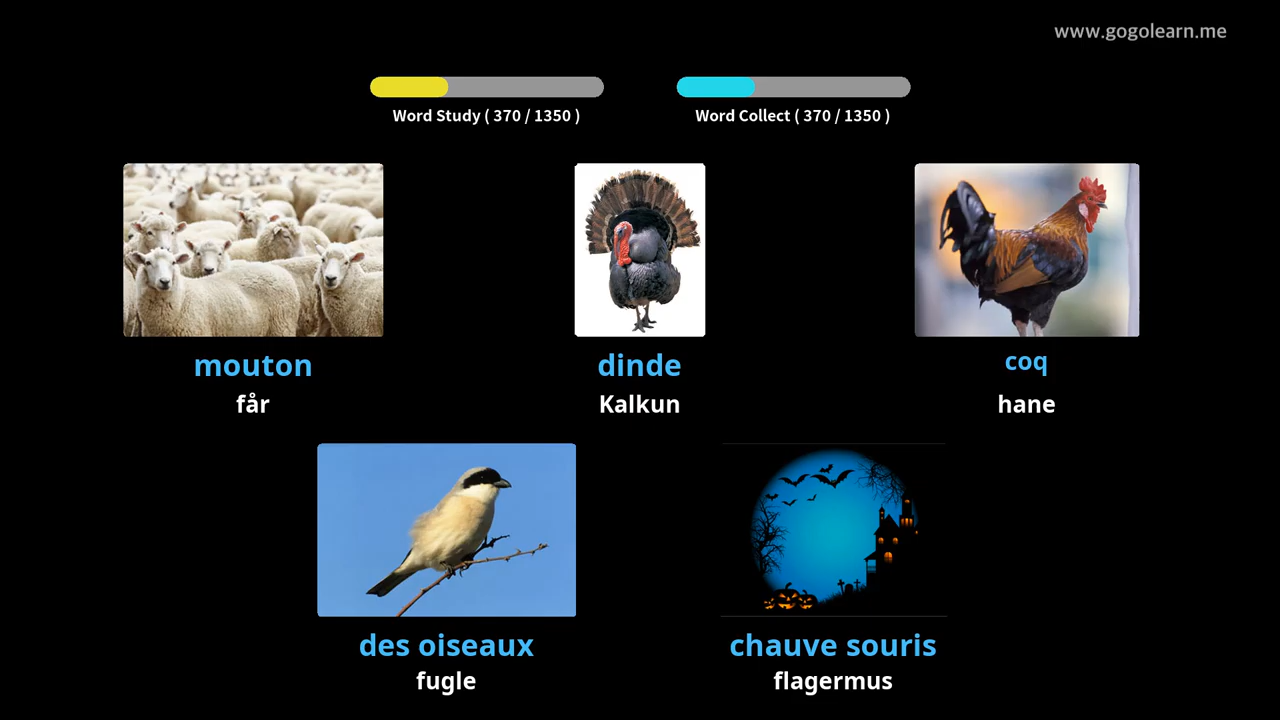 www.gogolearn.me
Word Study ( 370 / 1350 )
Word Collect ( 370 / 1350 )
mouton
får
dinde
Kalkun
coq
hane
des oiseaux
fugle
chauve souris
flagermus